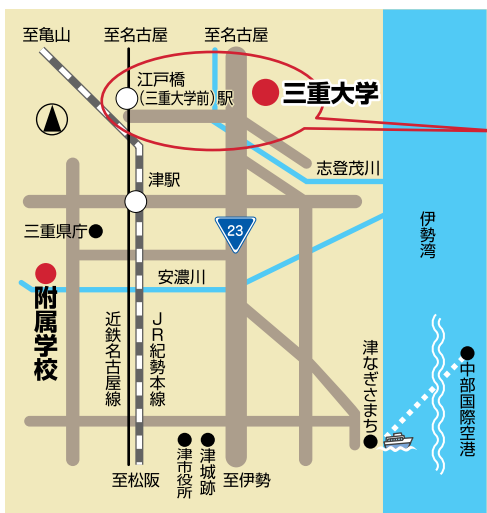 至亀山
至名古屋
至名古屋
江戸橋
(三重大学前)駅
三重大学
志登茂川
津駅
三重県庁
23
伊勢湾
安濃川
附属学校
近鉄名古屋線
JR紀勢本線
津なぎさまち
中部国際空港
至松阪
津市役所
津城跡
至伊勢